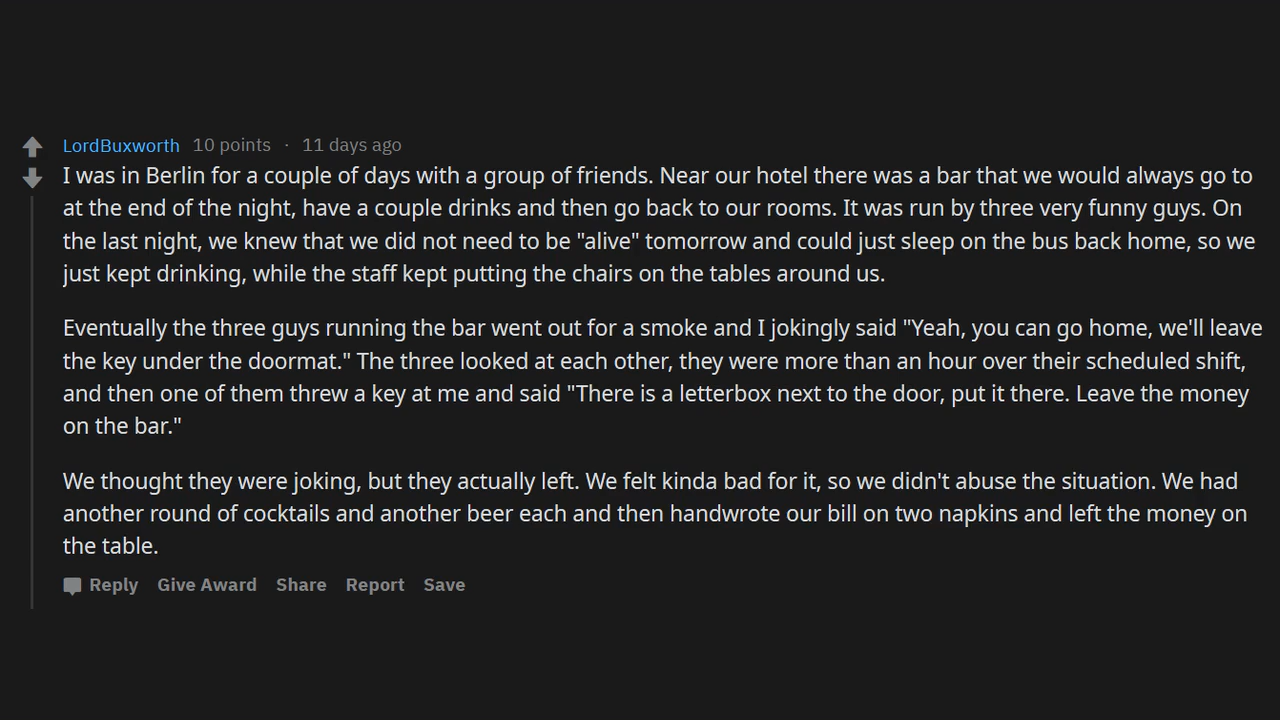 LordBuxworth 10 points · 11 days ago
I was in Berlin for a couple of days with a group of friends. Near our hotel there was a bar that we would always go to
at the end of the night, have a couple drinks and then go back to our rooms. It was run by three very funny guys. On
the last night, we knew that we did not need to be "alive" tomorrow and could just sleep on the bus back home, so we
just kept drinking, while the staff kept putting the chairs on the tables around us.
Eventually the three guys running the bar went out for a smoke and I jokingly said "Yeah, you can go home, we'll leave
the key under the doormat." The three looked at each other, they were more than an hour over their scheduled shift,
and then one of them threw a key at me and said "There is a letterbox next to the door, put it there. Leave the money
on the bar."
We thought they were joking, but they actually left. We felt kinda bad for it, so we didn't abuse the situation. We had
another round of cocktails and another beer each and then handwrote our bill on two napkins and left the money on
the table.
Reply Give Award Share Report Save